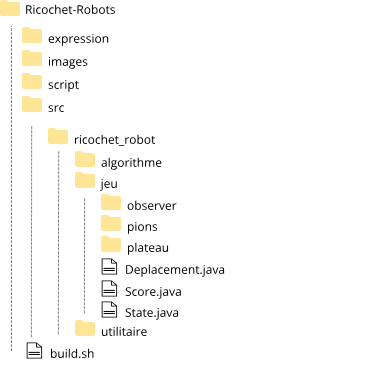 Ricochet-Robots
expression
images
script
src
ricochet_robot
algorithme
jeu
observer
pions
plateau
Deplacement.java
Score.java
State.java
utilitaire
build.sh